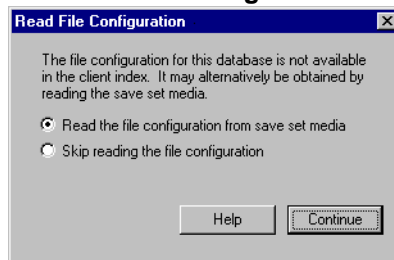 Read File Configuration
The file configuration for this database is not available
in the client index. It may alternatively be obtained by
reading the save set media.
Read the file configuration from save set media
Skip reading the file configuration
Help Continue